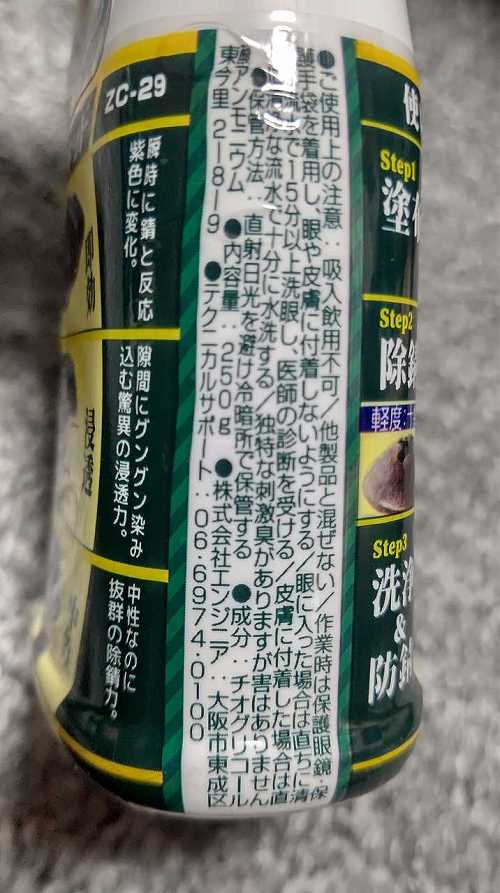 ZC-29
瞬時に錆と反応
紫色に変化。
隙間にグングン染み
込む驚異の浸透力。
中性なのに
抜群の除錆力。
浸透
●ご使用上の注意：吸入飲用不可／他製品と混ぜない／作業時は保護眼鏡・保
護手袋を着用し、眼や皮膚に付着しないようにする／眼に入った場合は直ちに清
で15分以上洗眼し、医師の診断を受ける／皮膚に付着した場合は直
な流水で十分に水洗する／独特な刺激臭がありますが害はありません
●保管方法：直射日光を避け冷暗所で保管する ●成分：チオグリコール
酸アンモニウム ●内容量：250g ●株式会社エンジニア：大阪市東成区
東今里 2-8-9 ●テクニカルサポート：06.6974.0100
使
Step1
塗
Step2
除錆
軽度：十
Step3
洗浄
&
防錆